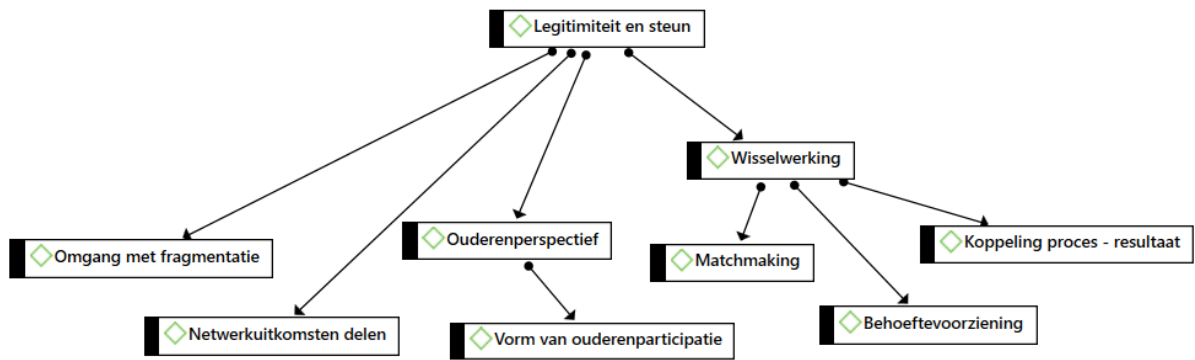 Legitimiteit en steun
Wisselwerking
Omgang met fragmentatie
Ouderenperspectief
Matchmaking
Koppeling proces - resultaat
Netwerkuitkomsten delen
Vorm van ouderenparticipatie
Behoeftevoorziening